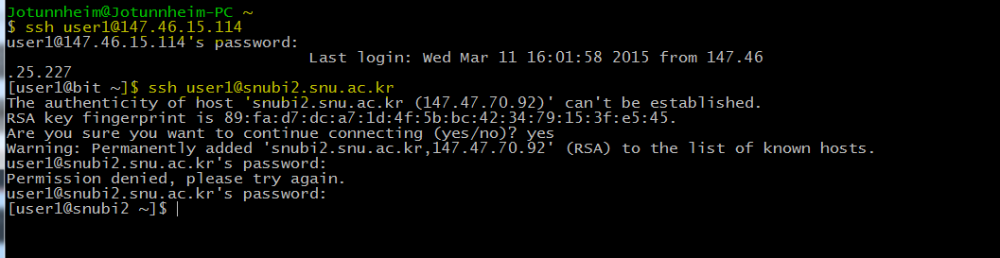 Jotunnheim@Jotunnheim-PC ~
$ ssh user1@147.46.15.114
user1@147.46.15.114's password:
Last login: Wed Mar 11 16:01:58 2015 from 147.46
.25.227
[user1@bit ~]$ ssh user1@snubi2.snu.ac.kr
The authenticity of host 'snubi2.snu.ac.kr (147.47.70.92)' can't be established.
RSA key fingerprint is 89:fa:d7:dc:a7:1d:4f:5b:bc:42:34:79:15:3f:e5:45.
Are you sure you want to continue connecting (yes/no)? yes
Warning: Permanently added 'snubi2.snu.ac.kr,147.47.70.92' (RSA) to the list of known hosts.
user1@snubi2.snu.ac.kr's password:
Permission denied, please try again.
user1@snubi2.snu.ac.kr's password:
[user1@snubi2 ~]$